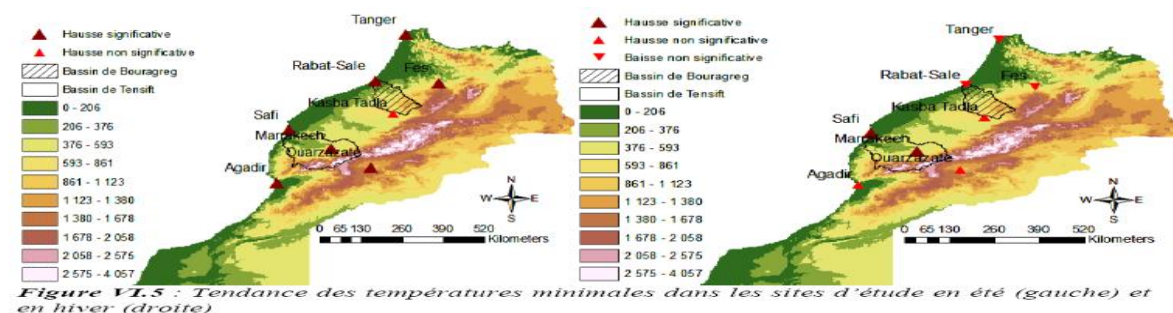 Hausse significative
Hausse non significative
Bassin de Bouragreg
Bassin de Tensift
0 - 206
206 - 376
376 - 593
593 - 861
861 - 1 123
1 123 - 1 380
1 380 - 1 678
1 678 - 2 058
2 058 - 2 575
2 575 - 4 057
Tanger
Rabat-Sale
Fes
Kasba Tadla
Safi
Marrakech
Ouarzazate
Agadir
N
W E
S
0 65 130 260 390 520
Kilometers
Hausse significative
Hausse non significative
Baisse non significative
Bassin de Bouragreg
Bassin de Tensift
0 - 206
206 - 376
376 - 593
593 - 861
861 - 1 123
1 123 - 1 380
1 380 - 1 678
1 678 - 2 058
2 058 - 2 575
2 575 - 4 057
Tanger
Rabat-Sale
Fes
Kasba Tadla
Safi
Marrakech
Ouarzazate
Agadir
N
W E
S
0 65 130 260 390 520
Kilometers
Figure VI.5 : Tendance des températures minimales dans les sites d'étude en été (gauche) et
en hiver (droite)